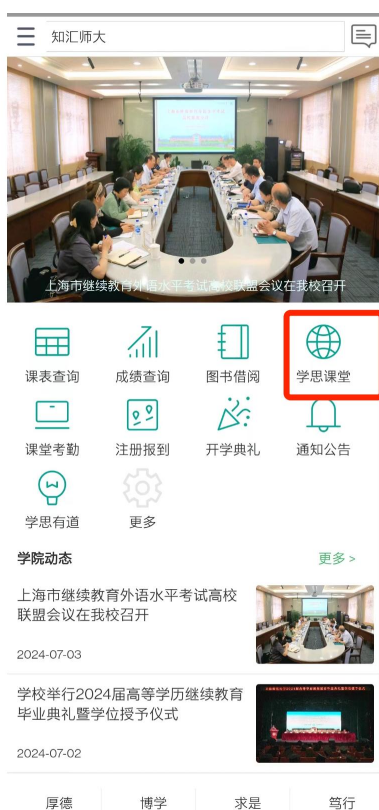 知汇师大
上海市继续教育外语水平考试高校联盟会议在我校召开
课表查询
成绩查询
图书借阅
学思课堂
课堂考勤
注册报到
开学典礼
通知公告
学思有道
更多
学院动态
更多 >
上海市继续教育外语水平考试高校
联盟会议在我校召开
2024-07-03
学校举行2024届高等学历继续教育
毕业典礼暨学位授予仪式
2024-07-02
厚德
博学
求是
笃行